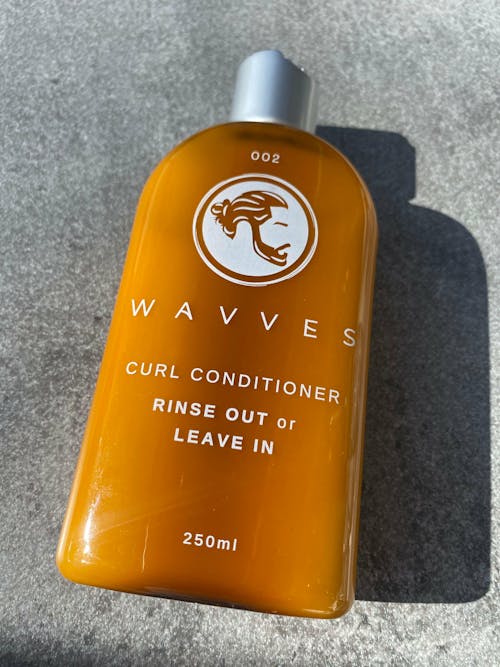 002
WAVVES
CURL CONDITIONER
RINSE OUT or
LEAVE IN
250ml